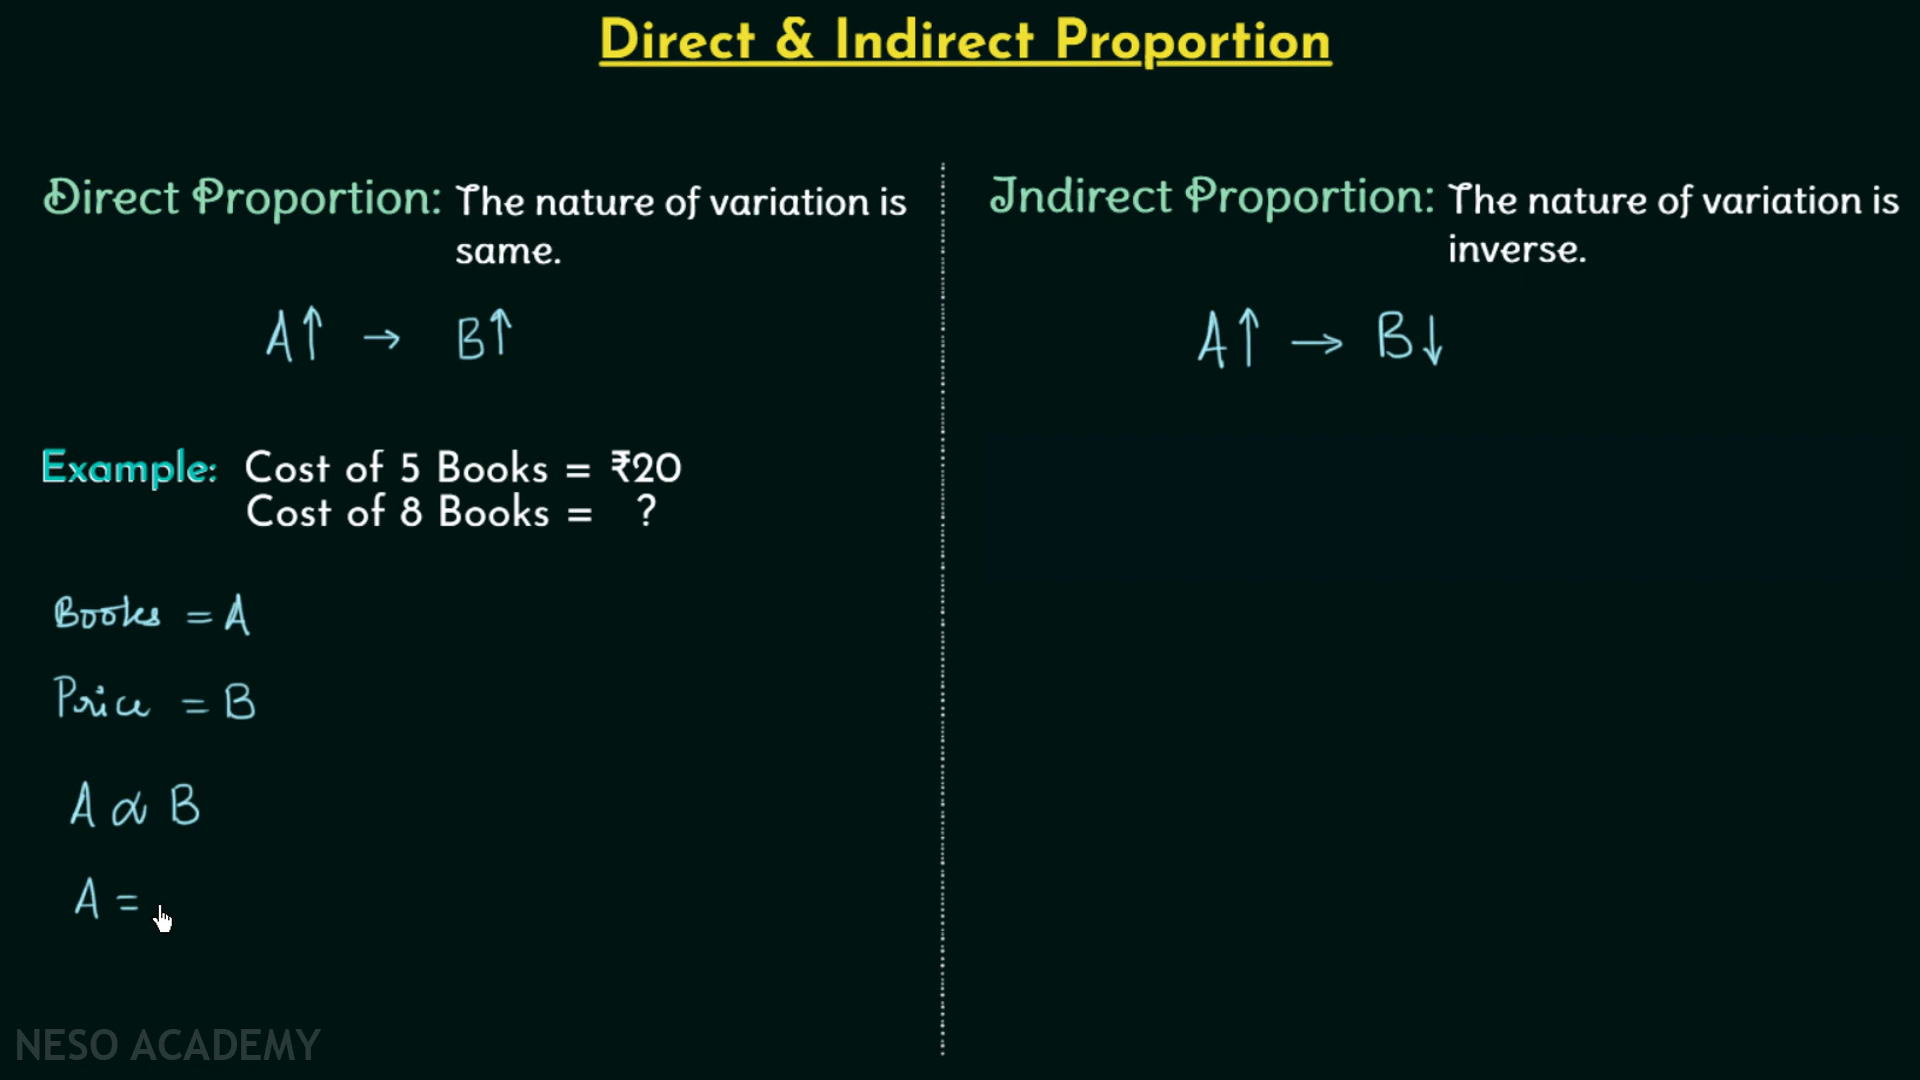 Direct & Indirect Proportion
Direct Proportion: The nature of variation is
same.
A↑ → B↑
Example: Cost of 5 Books = ₹20
Cost of 8 Books = ?
Books = A
Price = B
A ∝ B
A =
Indirect Proportion: The nature of variation is
inverse.
A↑ → B↓
NESO ACADEMY